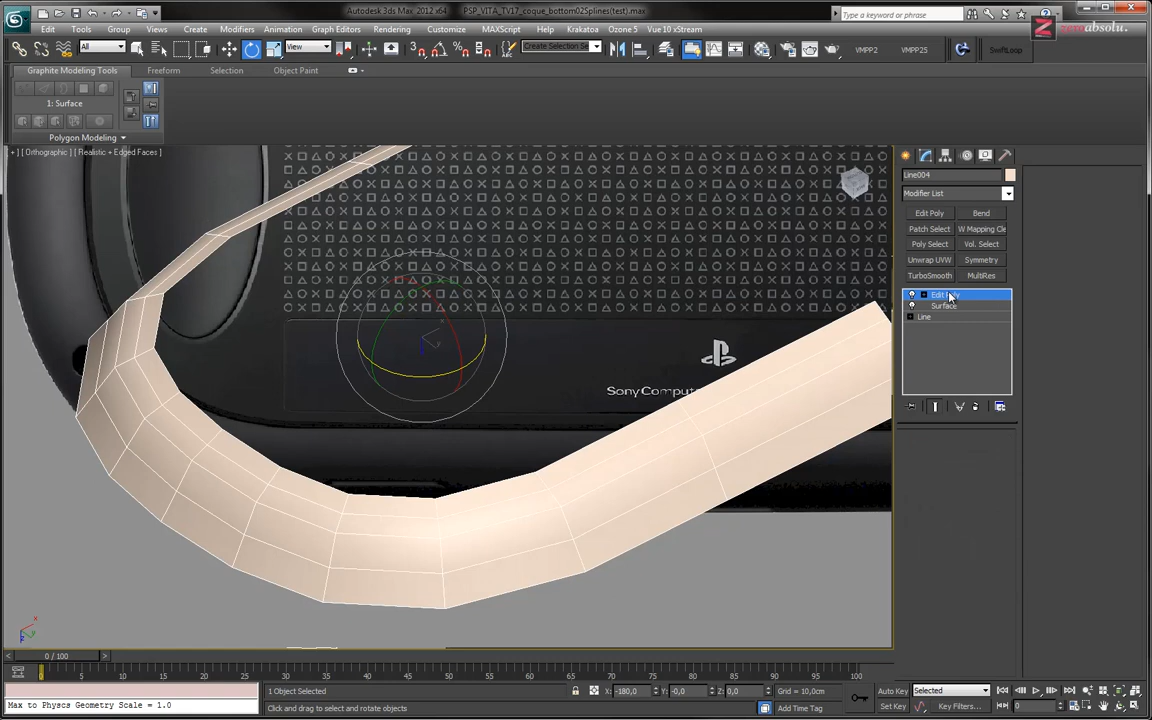 Autodesk 3ds Max 2012 x64
PSP_VITA_TV17_coque_bottom02Splines(test).max
Type a keyword or phrase
Edit
Tools
Group
Views
Create
Modifiers
Animation
Graph Editors
Rendering
Customize
MAXScript
Help
Krakatoa
Ozone 5
Vue 10 xStream
zeroabsolu.
All
View
3
Create Selection Se
VMPP2
VMPP25
SwiftLoop
Graphite Modeling Tools
Freeform
Selection
Object Paint
1: Surface
Polygon Modeling
+ ] [ Orthographic ] [ Realistic + Edged Faces ]
Line004
Modifier List
Edit Poly
Bend
Patch Select
W Mapping Cle
Poly Select
Vol. Select
Unwrap UVW
Symmetry
TurboSmooth
MultiRes
Edit Poly
Surface
Line
SonyCompute
0 / 100
0
5
10
15
20
25
30
35
40
45
50
55
60
65
70
75
80
85
90
95
100
1 Object Selected
X: -180,0
Y: -0,0
Z: 0,0
Grid = 10,0cm
Auto Key
Selected
Max to Physcs Geometry Scale = 1.0
Click and drag to select and rotate objects
Add Time Tag
Set Key
Key Filters...
0